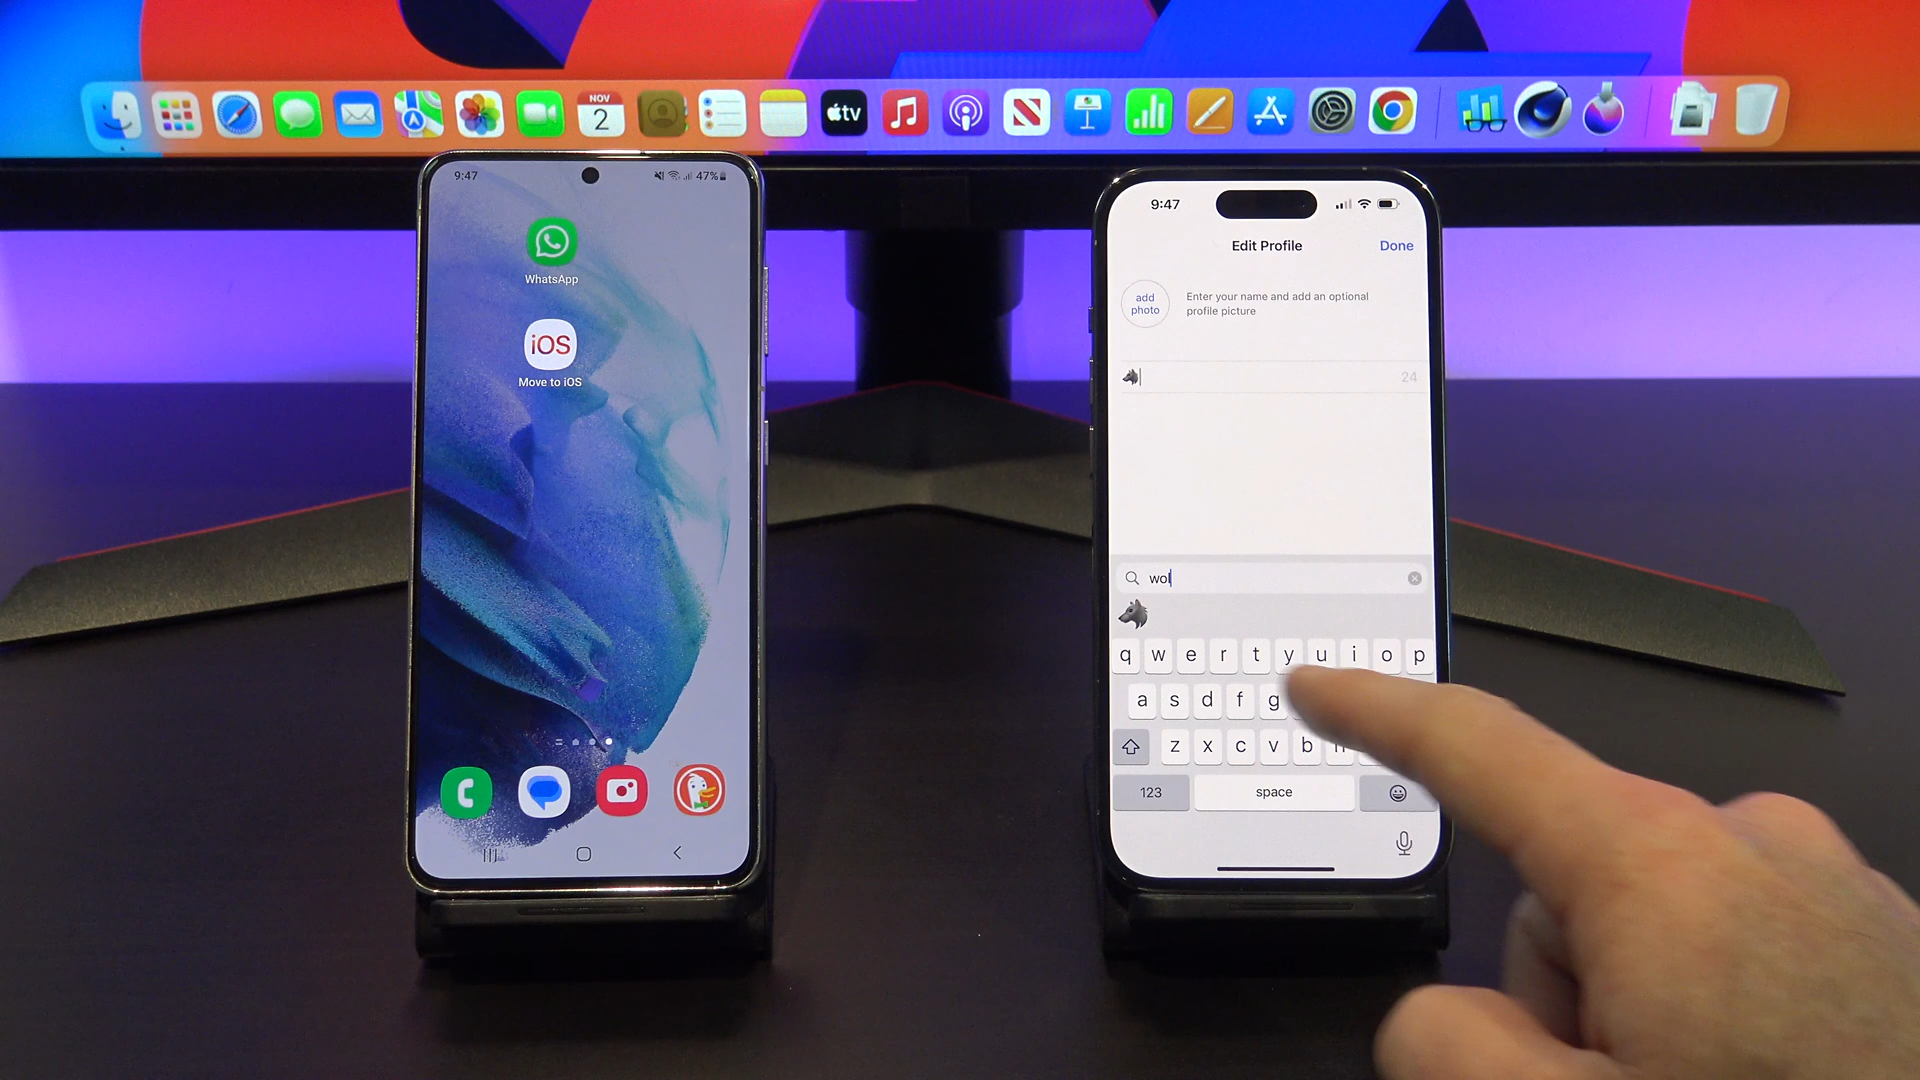 NOV
2
tv
9:47
47%
WhatsApp
iOS
Move to iOS
9:47
Edit Profile
Done
add
photo
Enter your name and add an optional
profile picture
24
wol
q w e r t y u i o p
a s d f g
z x c v b
123
space